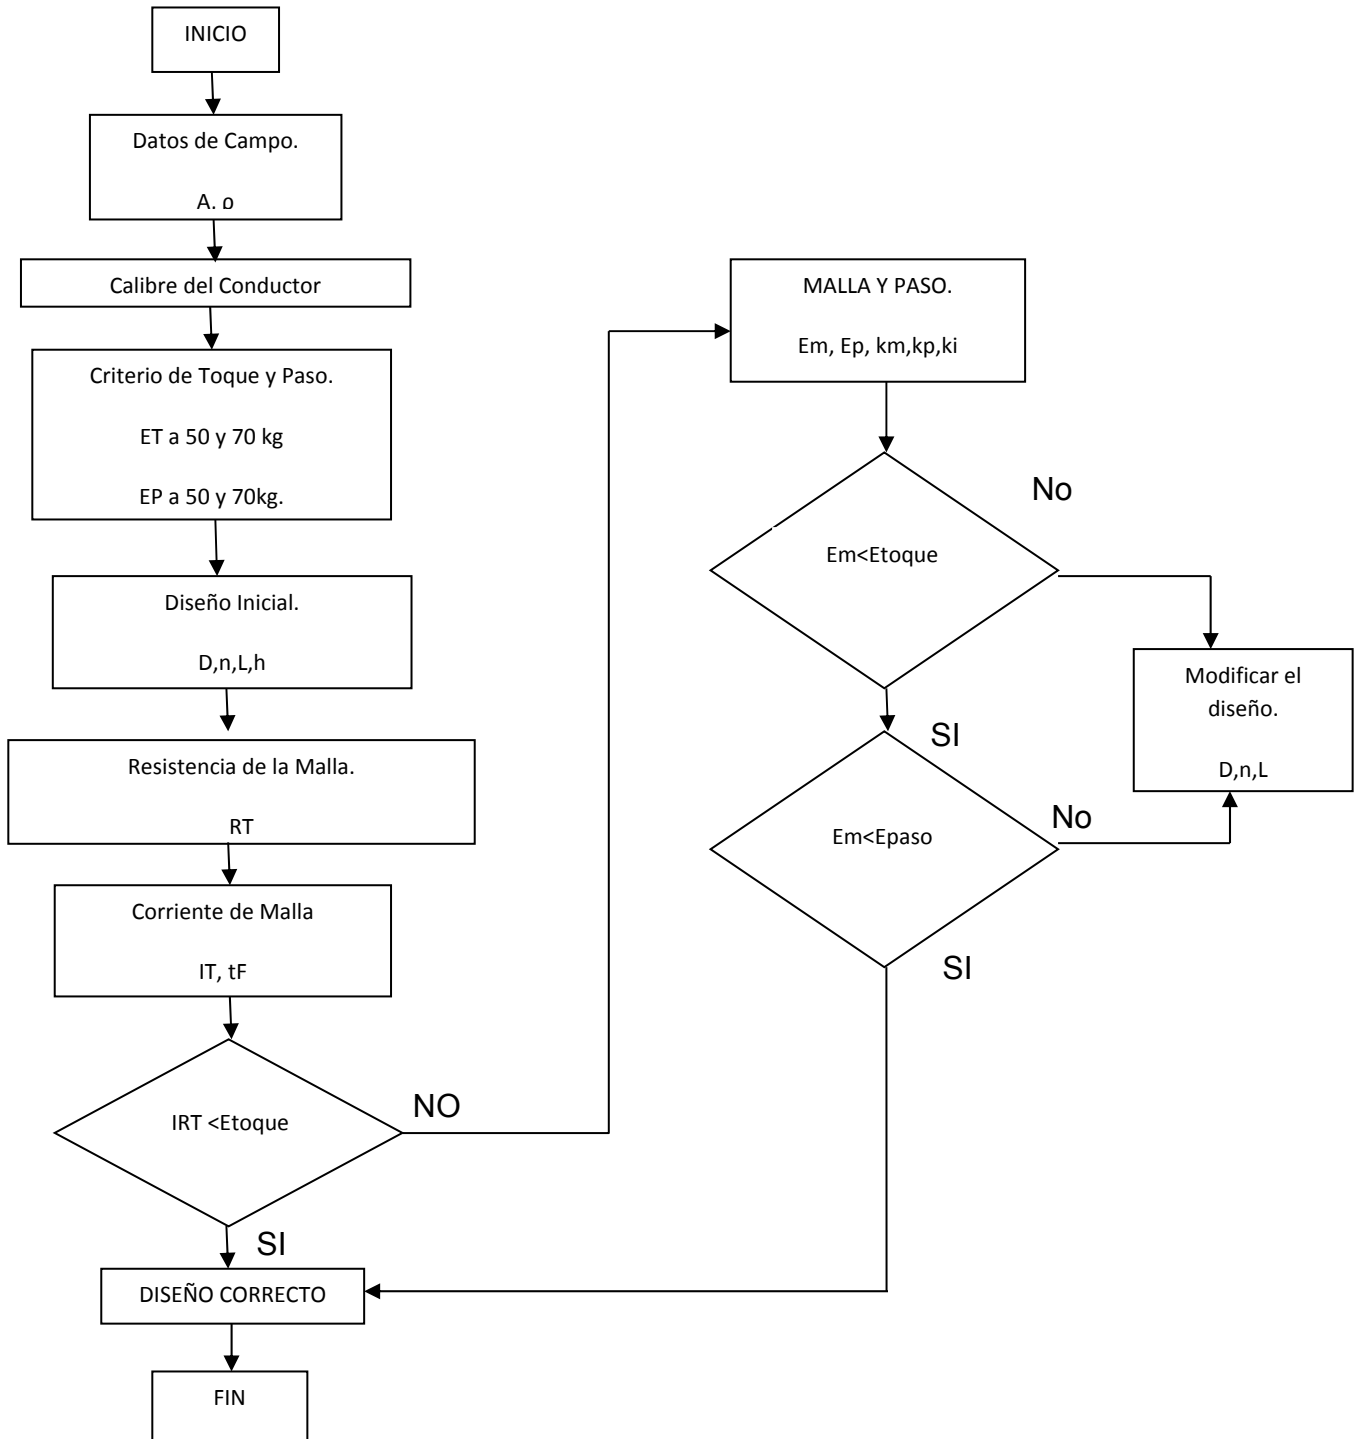 INICIO
Datos de Campo.
A. ρ
Calibre del Conductor
Criterio de Toque y Paso.
ET a 50 y 70 kg
EP a 50 y 70kg.
Diseño Inicial.
D,n,L,h
Resistencia de la Malla.
RT
Corriente de Malla
IT, tF
IRT <Etoque
NO
SI
DISEÑO CORRECTO
FIN
MALLA Y PASO.
Em, Ep, km,kp,ki
Em<Etoque
No
SI
Em<Epaso
No
SI
Modificar el
diseño.
D,n,L